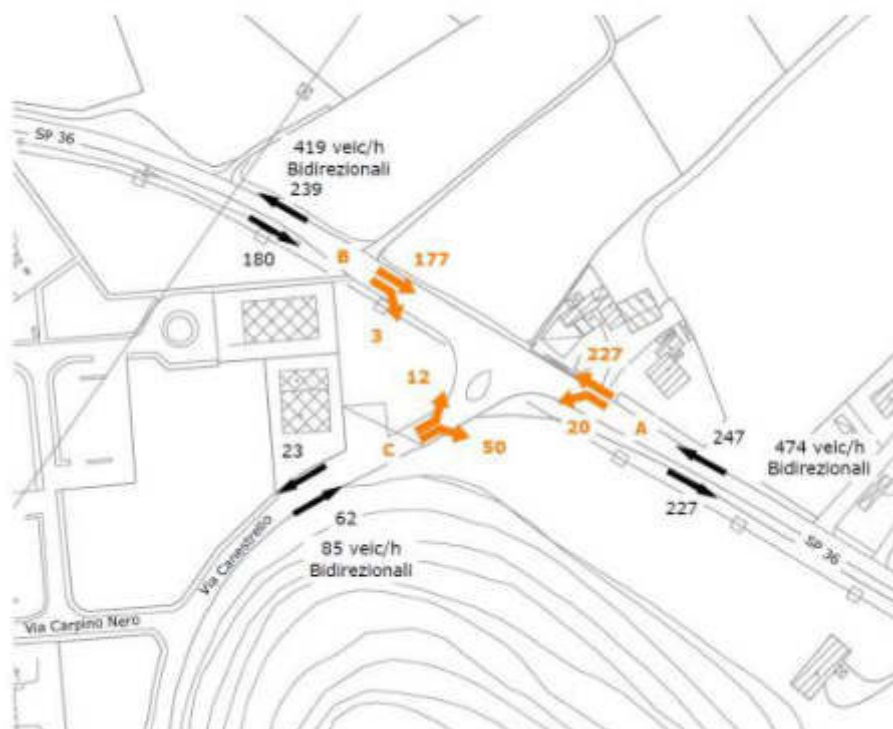 SP 36
419 veic/h
Bidirezionali
239
180
B
177
3
227
12
20
A
247
474 veic/h
Bidirezionali
C
50
23
227
62
SP 36
85 veic/h
Bidirezionali
Via Canestrello
Via Carpino Nero